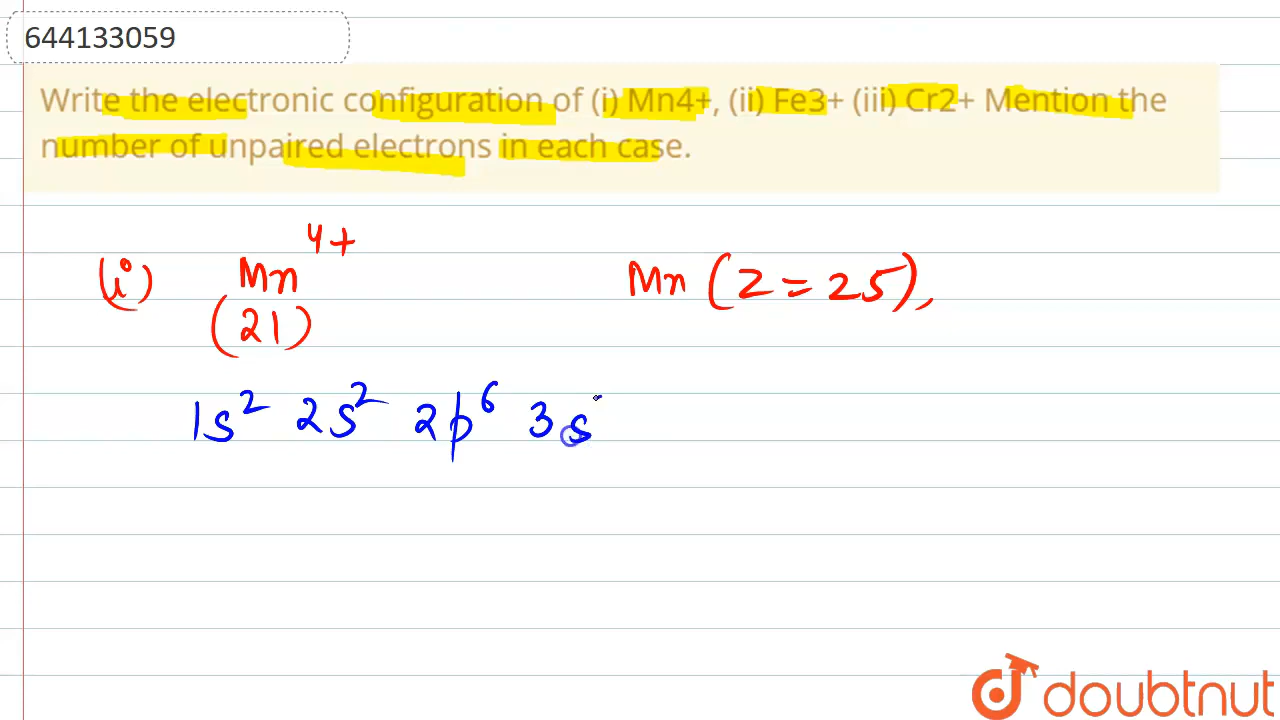 644133059
Write the electronic configuration of (i) Mn4+, (ii) Fe3+ (iii) Cr2+ Mention the
number of unpaired electrons in each case.
(i) Mn⁴⁺ Mn (Z = 25),
(21)
1s² 2s² 2p⁶ 3s
doubtnut